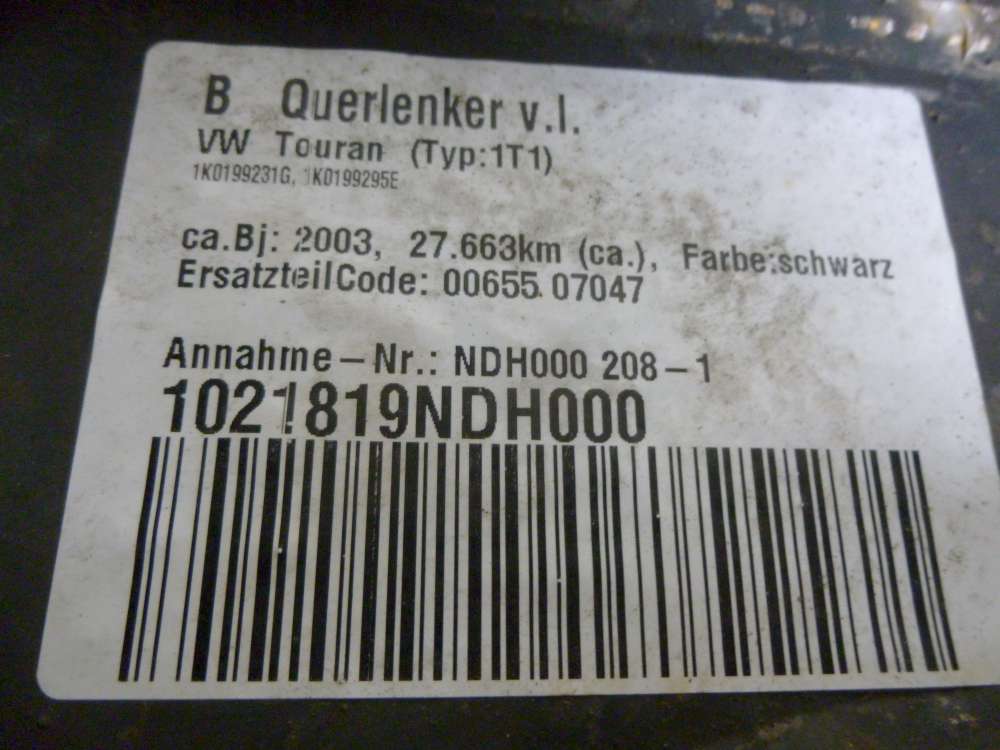 B Querlenker v.l.
VW Touran (Typ:1T1)
1K0199231G, 1K0199295E
ca.Bj: 2003, 27.663km (ca.), Farbe:schwarz
ErsatzteilCode: 00655 07047
Annahme-Nr.: NDH000 208-1
1021819NDH000